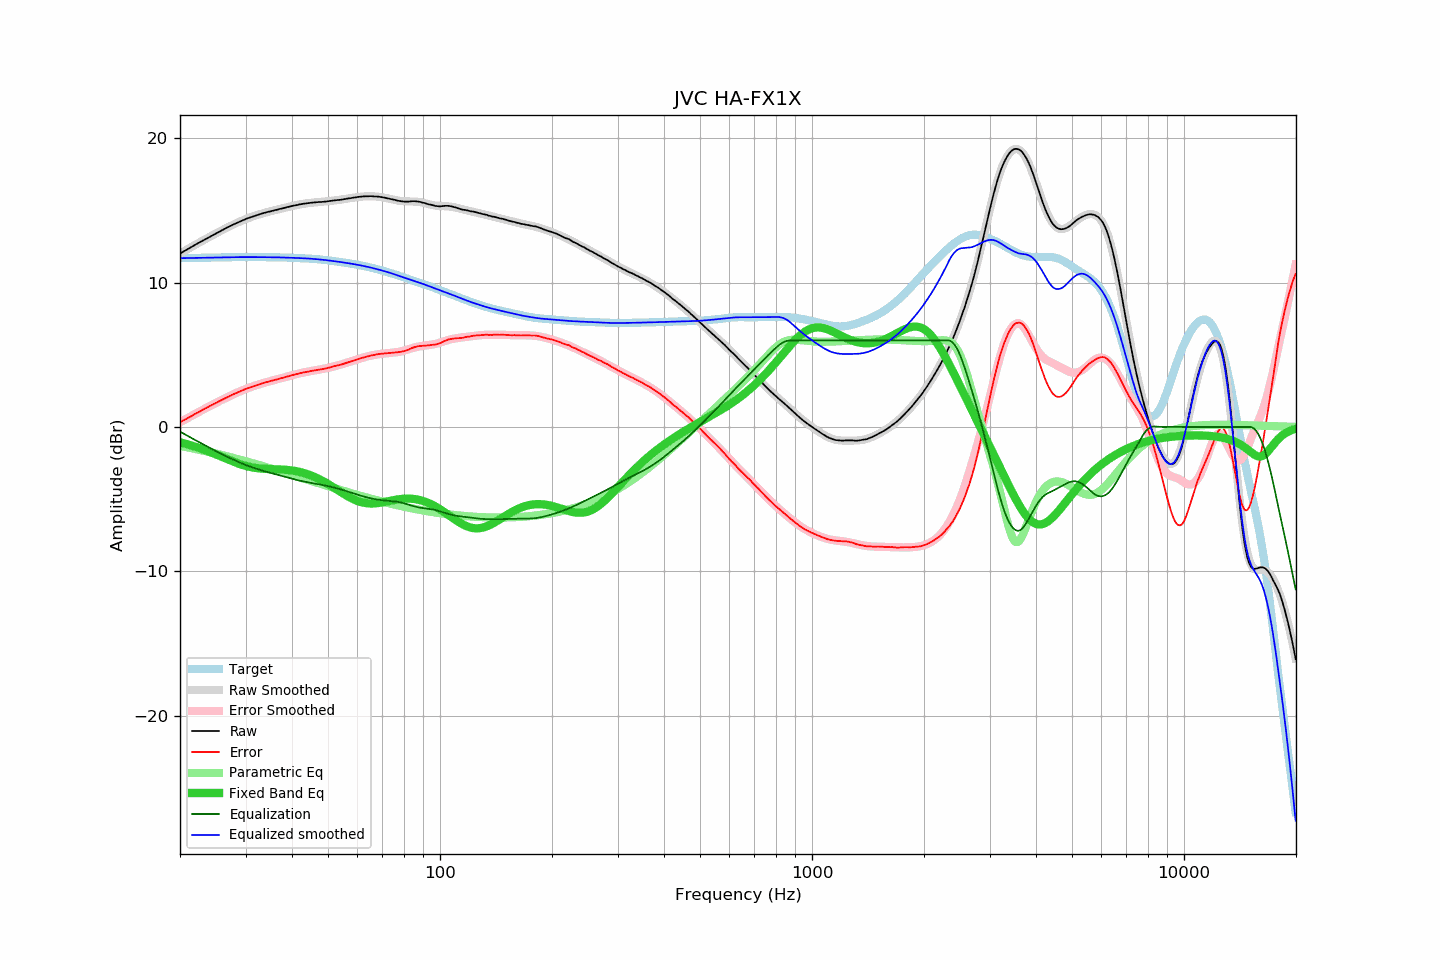 JVC HA-FX1X
20
10
0
−10
−20
Amplitude (dBr)
Target
Raw Smoothed
Error Smoothed
Raw
Error
Parametric Eq
Fixed Band Eq
Equalization
Equalized smoothed
100
1000
10000
Frequency (Hz)